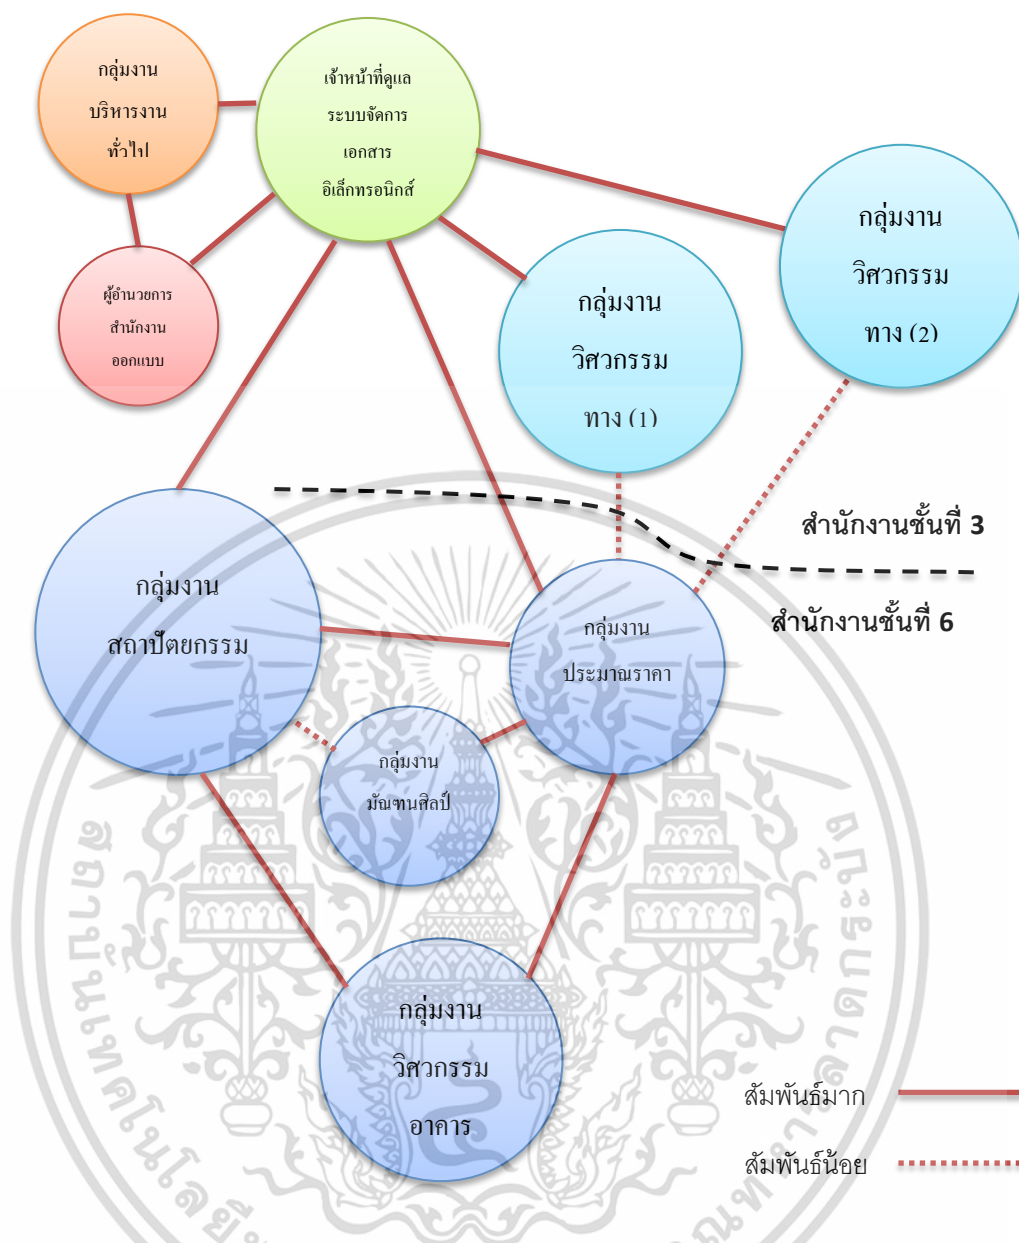 กลุ่มงาน
บริหารงาน
ทั่วไป
เจ้าหน้าที่ดูแล
ระบบจัดการ
เอกสาร
อิเล็กทรอนิกส์
กลุ่มงาน
วิศวกรรม
ทาง (2)
ผู้อำนวยการ
สำนักงาน
ออกแบบ
กลุ่มงาน
วิศวกรรม
ทาง (1)
สำนักงานชั้นที่ 3
สำนักงานชั้นที่ 6
กลุ่มงาน
สถาปัตยกรรม
กลุ่มงาน
ประมาณราคา
กลุ่มงาน
มัณฑนศิลป์
กลุ่มงาน
วิศวกรรม
อาคาร
สัมพันธ์มาก
สัมพันธ์น้อย